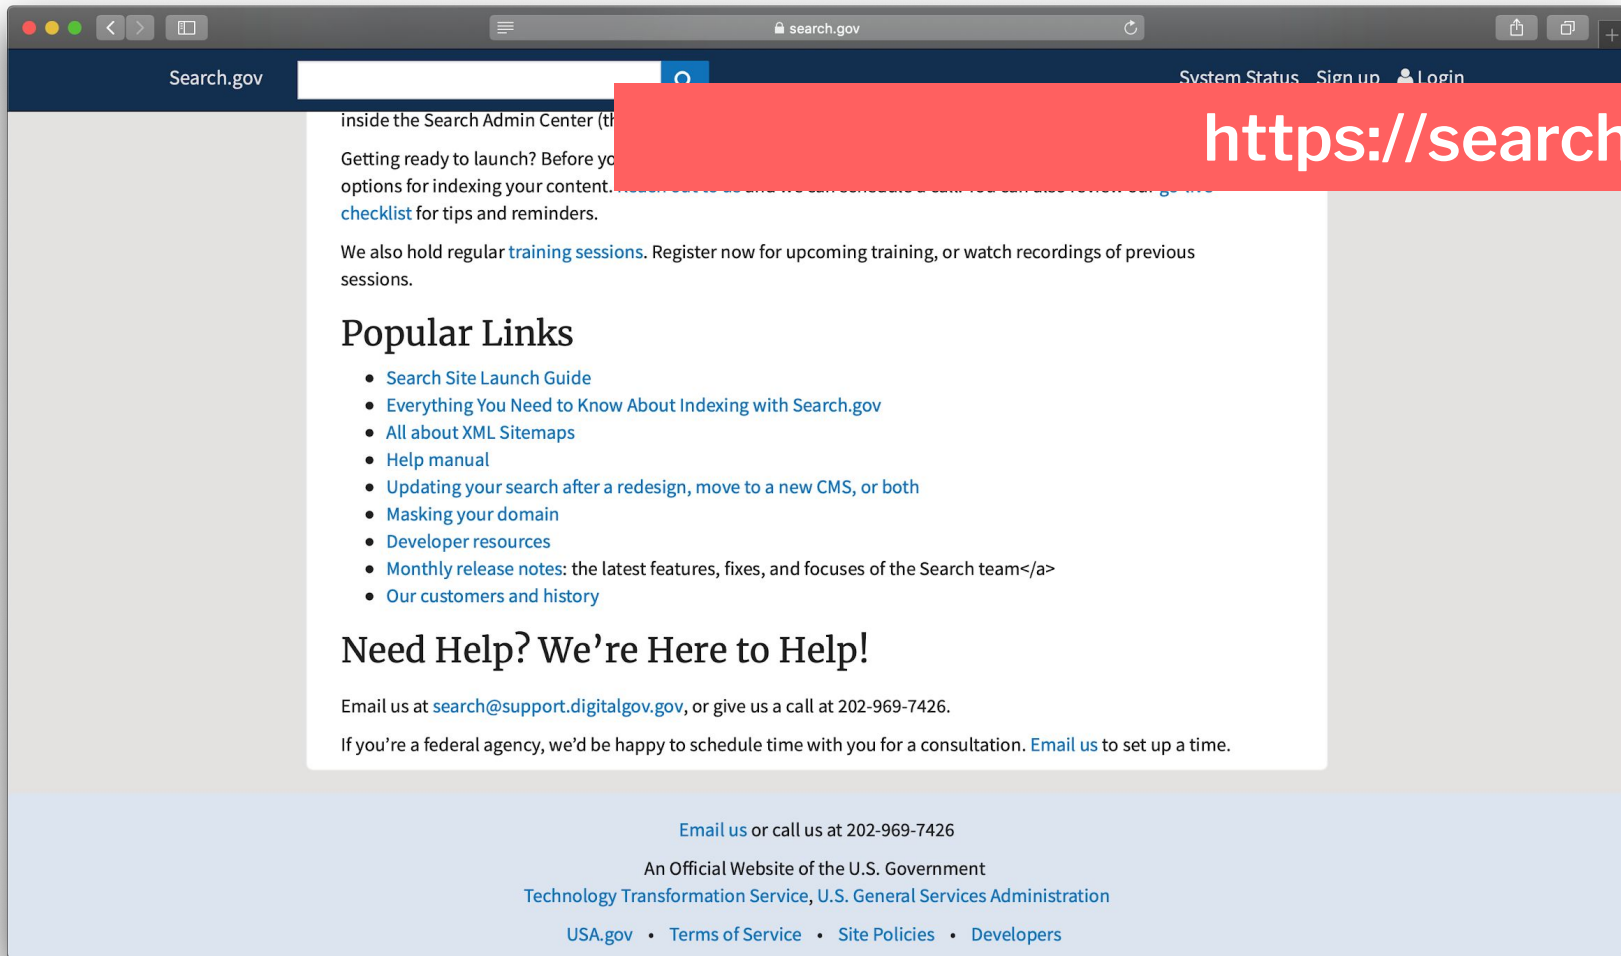 search.gov
Search.gov
System Status Sign up Login
https://search
inside the Search Admin Center
Getting ready to launch? Before
options for indexing your content.
checklist for tips and reminders.
We also hold regular training sessions. Register now for upcoming training, or watch recordings of previous
sessions.
Popular Links
• Search Site Launch Guide
• Everything You Need to Know About Indexing with Search.gov
• All about XML Sitemaps
• Help manual
• Updating your search after a redesign, move to a new CMS, or both
• Masking your domain
• Developer resources
• Monthly release notes: the latest features, fixes, and focuses of the Search team</a>
• Our customers and history
Need Help? We’re Here to Help!
Email us at search@support.digitalgov.gov, or give us a call at 202-969-7426.
If you’re a federal agency, we’d be happy to schedule time with you for a consultation. Email us to set up a time.
Email us or call us at 202-969-7426
An Official Website of the U.S. Government
Technology Transformation Service, U.S. General Services Administration
USA.gov • Terms of Service • Site Policies • Developers